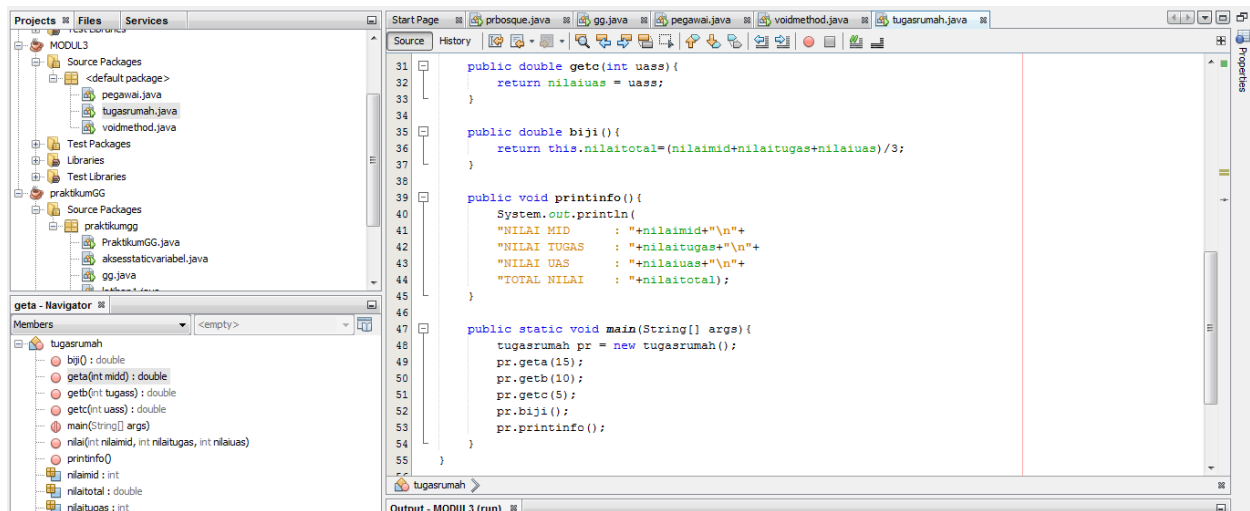 Projects Files Services
Test Libraries
MODUL3
Source Packages
<default package>
pegawai.java
tugasrumah.java
voidmethod.java
Test Packages
Libraries
Test Libraries
praktikumGG
Source Packages
praktikumgg
PraktikumGG.java
aksesstaticvariabel.java
gg.java
geta - Navigator
Members <empty>
tugasrumah
biji() : double
geta(int midd) : double
getb(int tugass) : double
getc(int uass) : double
main(String[] args)
nilai(int nilaimid, int nilaitugas, int nilaiuas)
printinfo()
nilaimid : int
nilaitotal : double
nilaitugas : int
Start Page prbosque.java gg.java pegawai.java voidmethod.java tugasrumah.java
Source History
31 public double getc(int uass){
32 return nilaiuas = uass;
33 }
34
35 public double biji(){
36 return this.nilaitotal=(nilaimid+nilaitugas+nilaiuas)/3;
37 }
38
39 public void printinfo(){
40 System.out.println(
41 "NILAI MID : "+nilaimid+"\n"+
42 "NILAI TUGAS : "+nilaitugas+"\n"+
43 "NILAI UAS : "+nilaiuas+"\n"+
44 "TOTAL NILAI : "+nilaitotal);
45 }
46
47 public static void main(String[] args){
48 tugasrumah pr = new tugasrumah();
49 pr.geta(15);
50 pr.getb(10);
51 pr.getc(5);
52 pr.biji();
53 pr.printinfo();
54 }
55 }
tugasrumah
Output - MODUL3 (run)
Properties